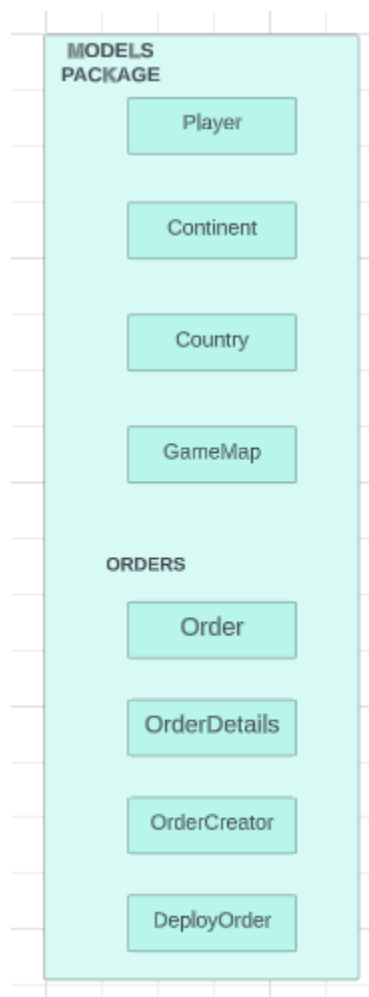 MODELS
PACKAGE
Player
Continent
Country
GameMap
ORDERS
Order
OrderDetails
OrderCreator
DeployOrder